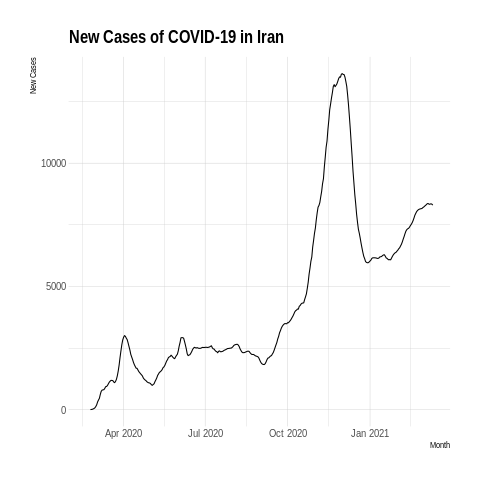 New Cases of COVID-19 in Iran
New Cases
10000
5000
0
Apr 2020 Jul 2020 Oct 2020 Jan 2021
Month